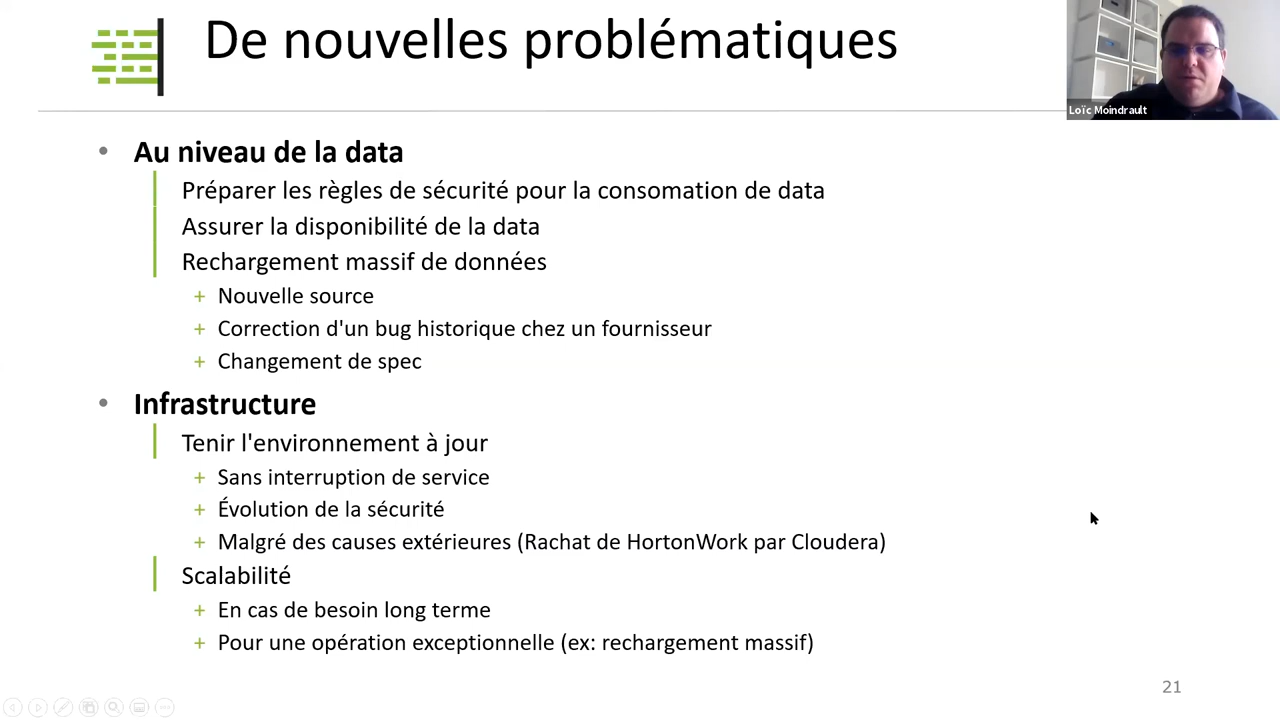 De nouvelles problématiques
Loïc Moindrault
• Au niveau de la data
Préparer les règles de sécurité pour la consomation de data
Assurer la disponibilité de la data
Rechargement massif de données
+ Nouvelle source
+ Correction d'un bug historique chez un fournisseur
+ Changement de spec
• Infrastructure
Tenir l'environnement à jour
+ Sans interruption de service
+ Évolution de la sécurité
+ Malgré des causes extérieures (Rachat de HortonWork par Cloudera)
Scalabilité
+ En cas de besoin long terme
+ Pour une opération exceptionnelle (ex: rechargement massif)
21